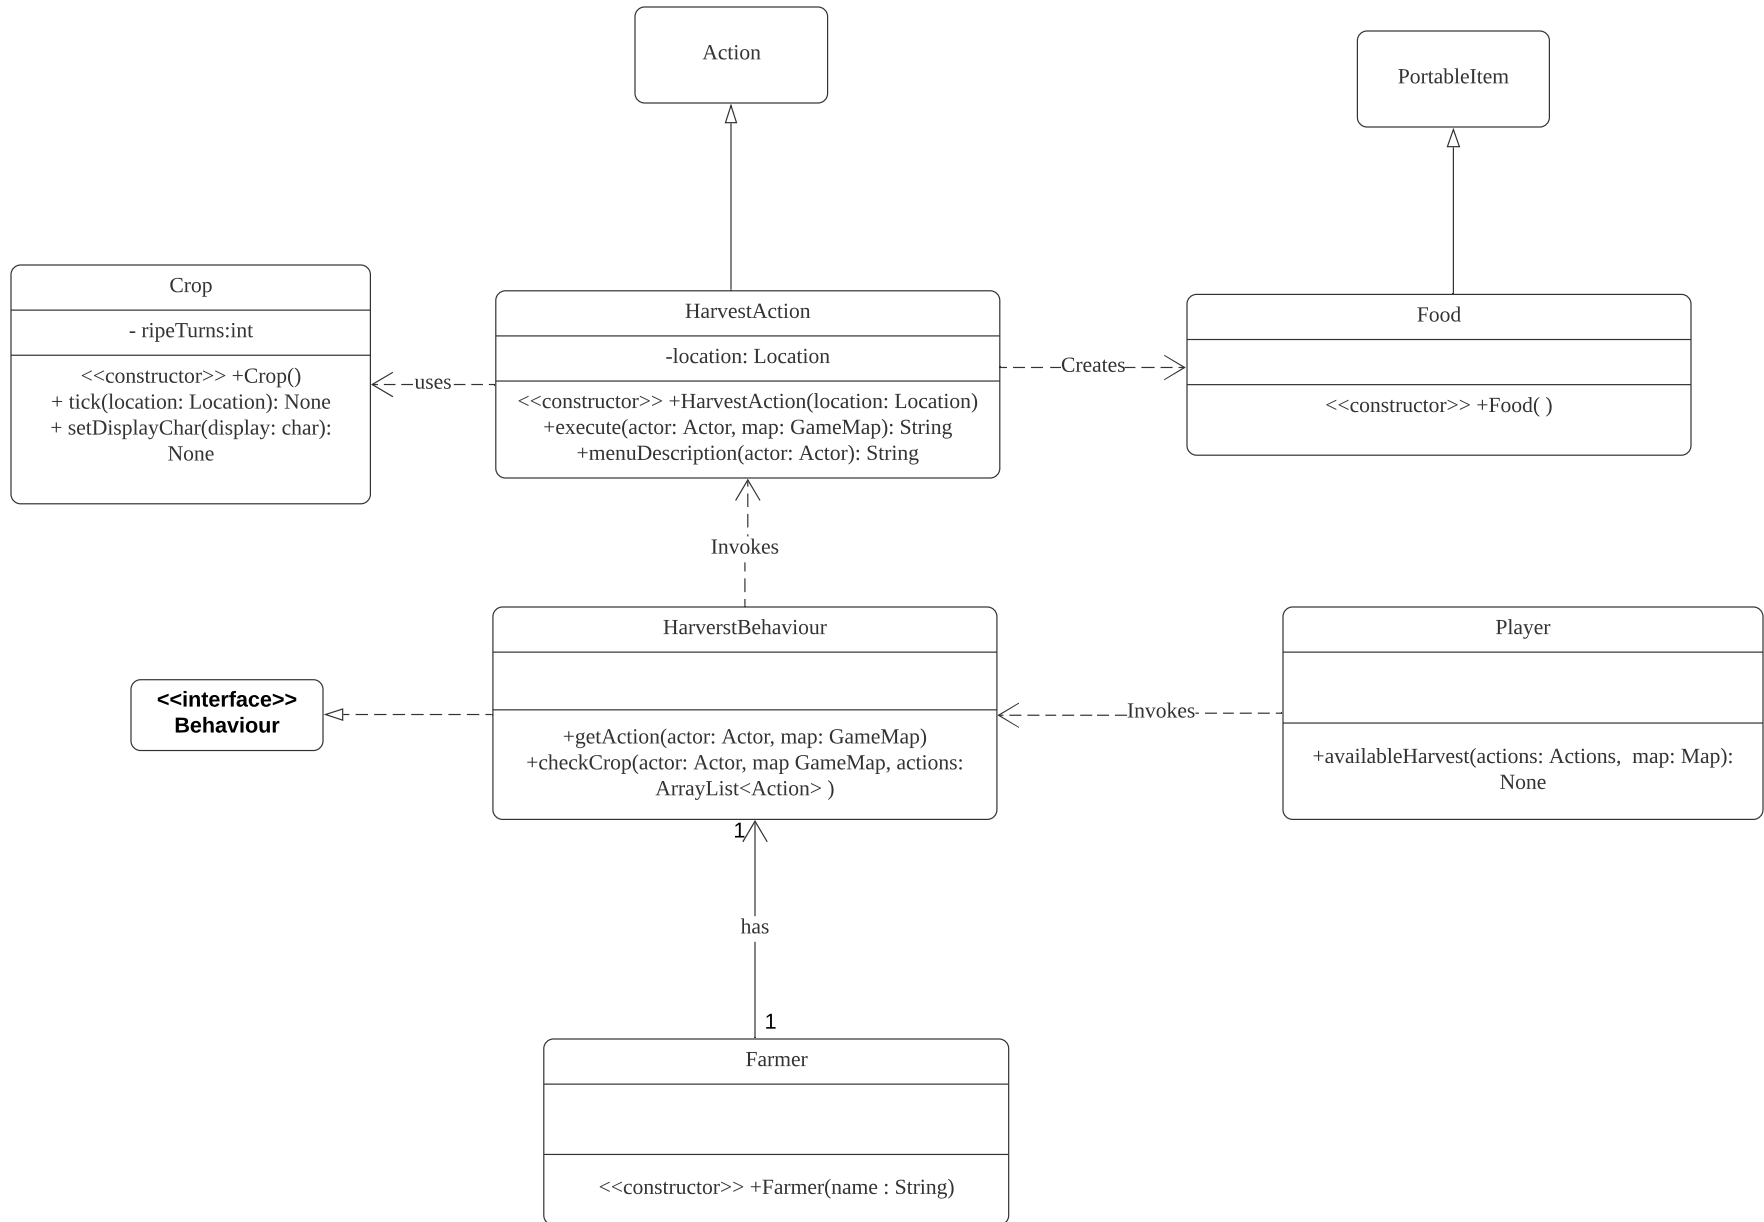 Action
PortableItem
Crop
- ripeTurns:int
<<constructor>> +Crop()
+ tick(location: Location): None
+ setDisplayChar(display: char):
None
uses
HarvestAction
-location: Location
<<constructor>> +HarvestAction(location: Location)
+execute(actor: Actor, map: GameMap): String
+menuDescription(actor: Actor): String
Creates
Food
<<constructor>> +Food( )
Invokes
<<interface>>
Behaviour
HarverstBehaviour
+getAction(actor: Actor, map: GameMap)
+checkCrop(actor: Actor, map GameMap, actions:
ArrayList<Action> )
Invokes
Player
+availableHarvest(actions: Actions,  map: Map):
None
1
has
1
Farmer
<<constructor>> +Farmer(name : String)